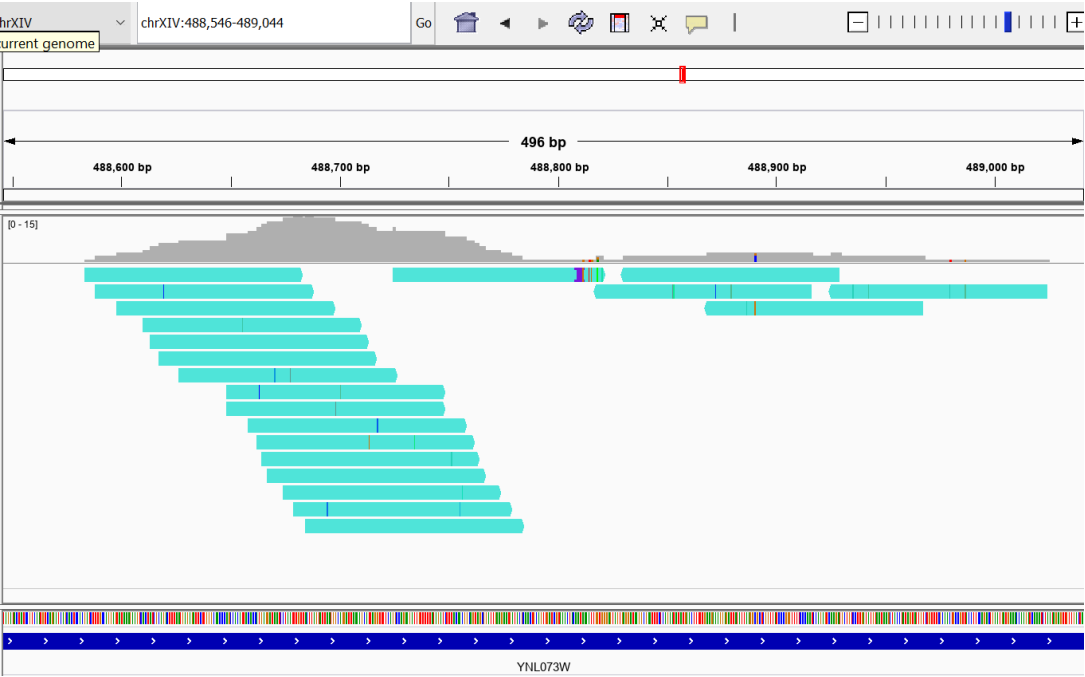 hrXIV chrXIV:488,546-489,044 Go
urrent genome
496 bp
488,600 bp 488,700 bp 488,800 bp 488,900 bp 489,000 bp
[0 - 15]
YNL073W